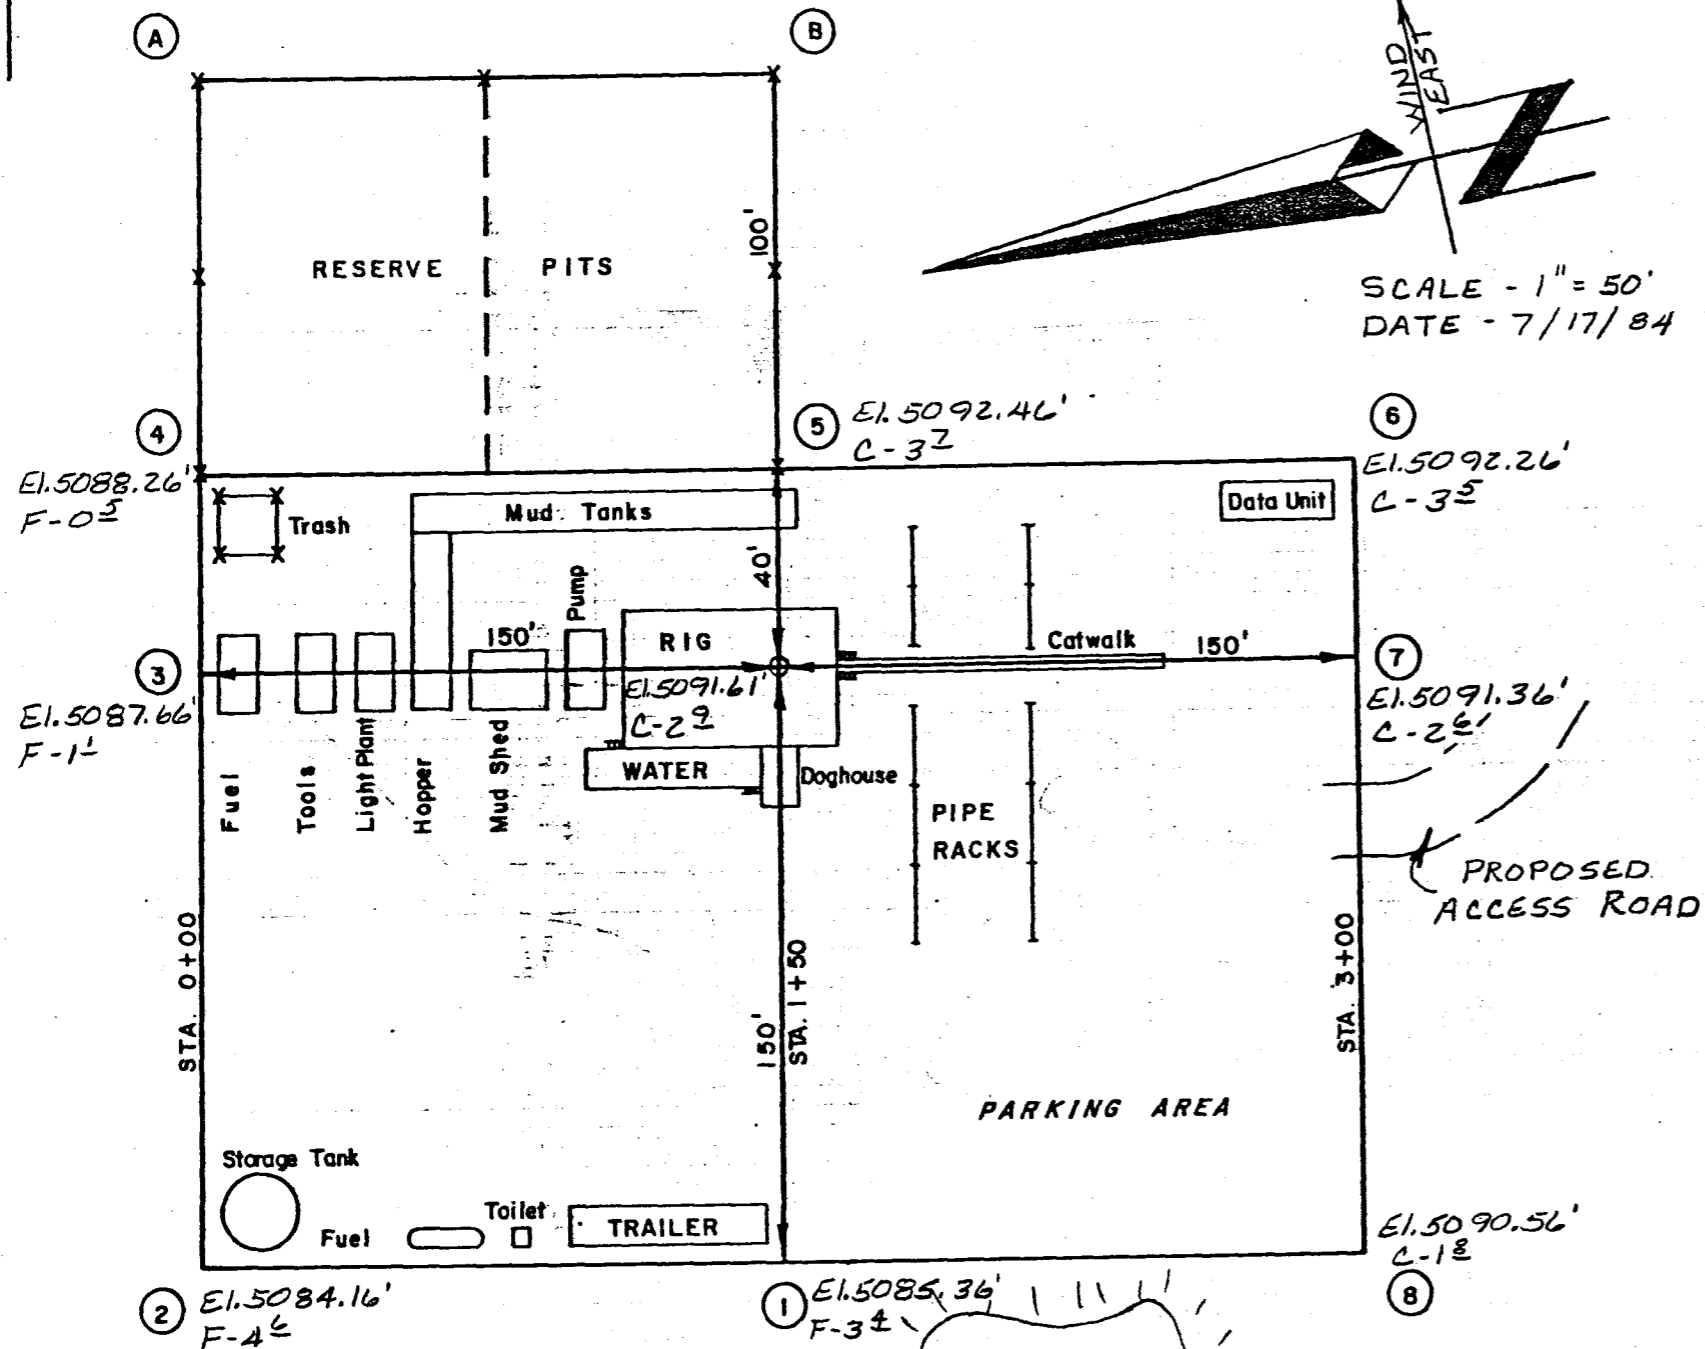 A
B
WIND
EAST
N
100'
RESERVE PITS
SCALE - 1" = 50'
DATE - 7/17/84
4
5
El. 5092.46'
C-3 7
6
El. 5088.26'
F-0 5
El. 5092.26'
C-3 5
Trash
Mud Tanks
Data Unit
40'
Pump
150'
RIG
Catwalk
150'
3
7
El. 5087.66'
F-1 1
El. 5091.61'
C-2 9
El. 5091.36'
C-2 6
Fuel
Tools
Light Plant
Hopper
Mud Shed
WATER
Doghouse
PIPE
RACKS
PROPOSED
ACCESS ROAD
STA. 0+00
150'
STA. 1+50
STA. 3+00
PARKING AREA
Storage Tank
Fuel
Toilet
TRAILER
El. 5090.56'
C-1 8
2
El. 5084.16'
F-4 6
1
El. 5085.36'
F-3 4
8